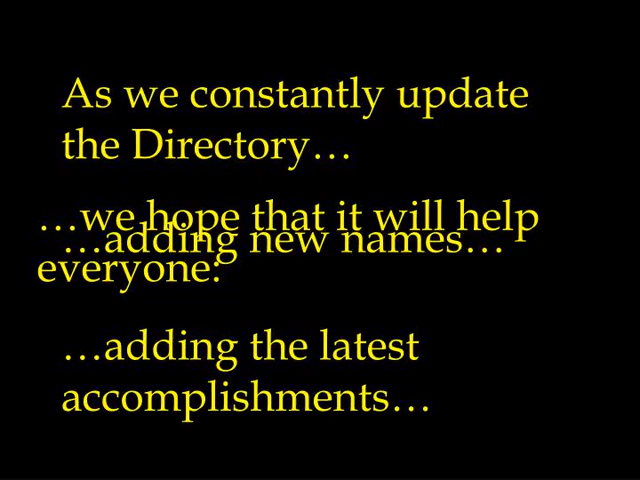 As we constantly update
the Directory…
…we hope that it will help
…adding new names…
everyone:
…adding the latest
accomplishments…